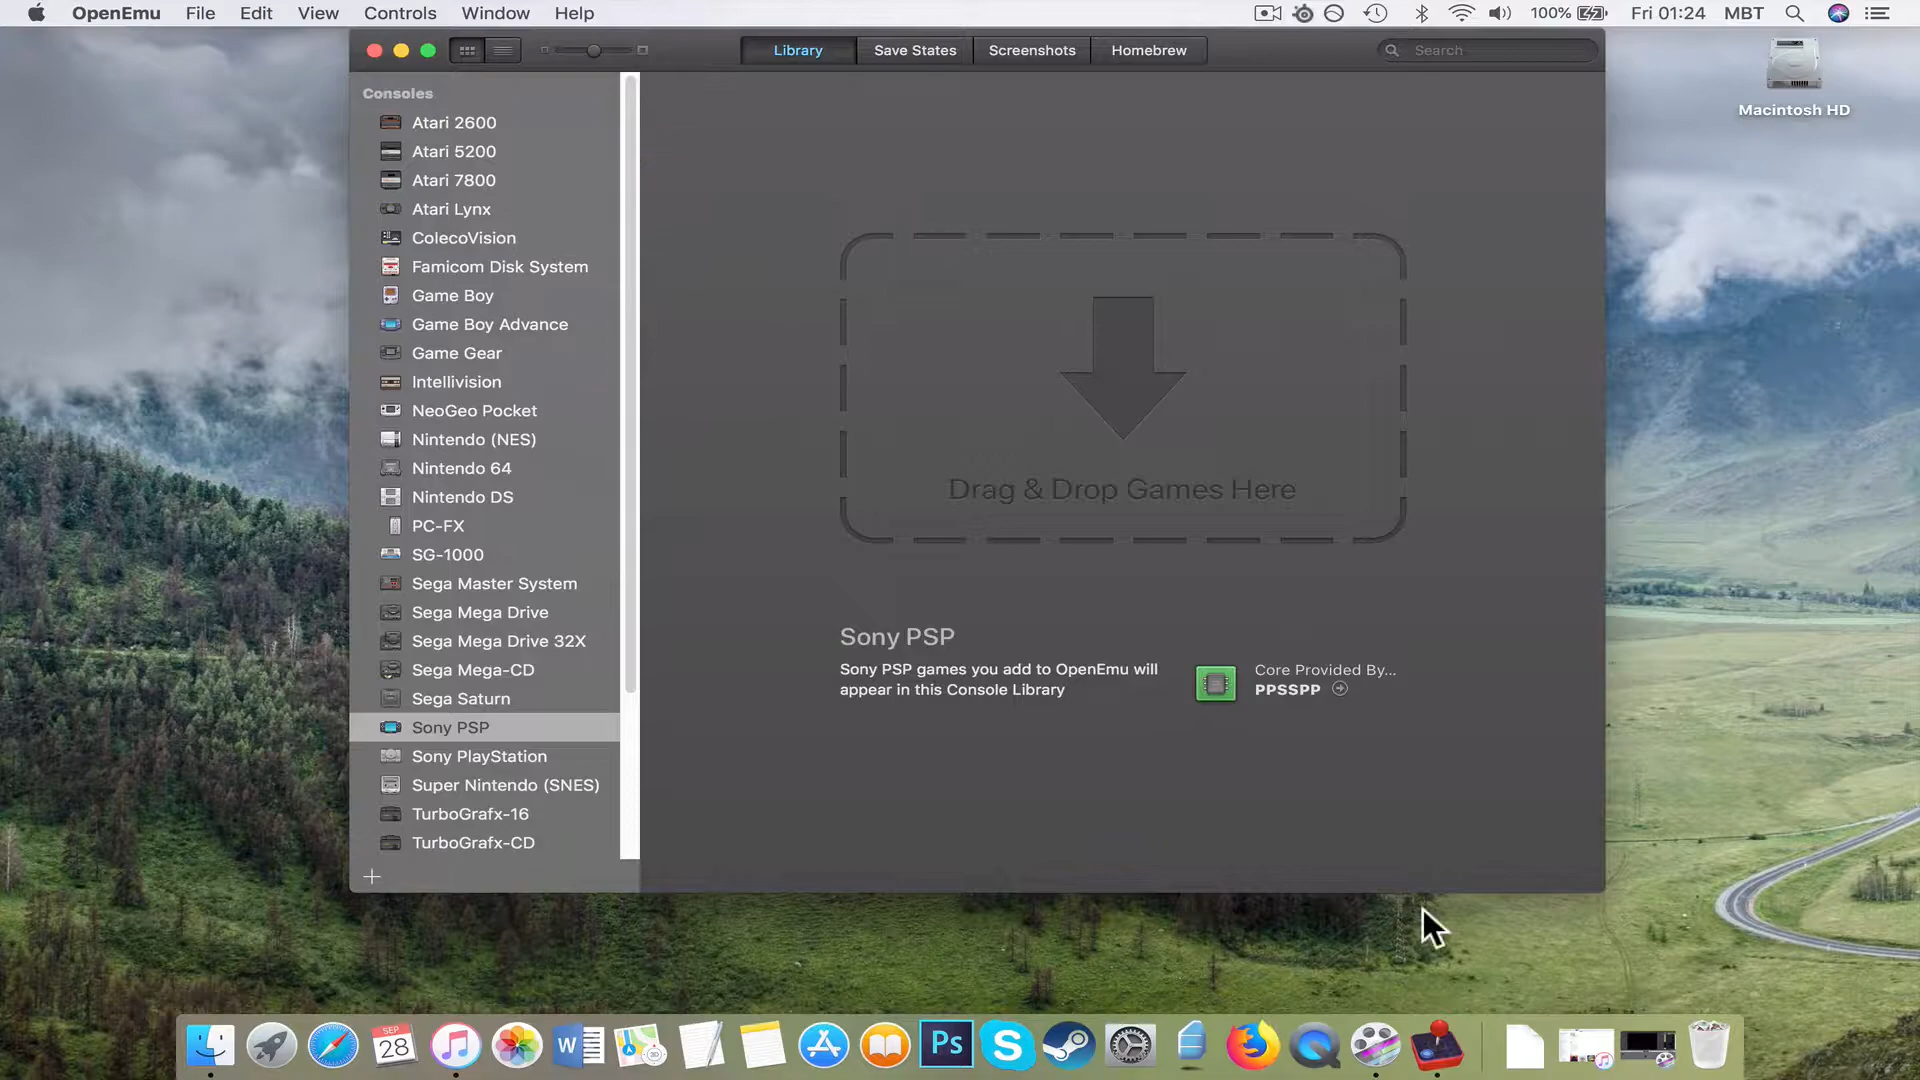 OpenEmu File Edit View Controls Window Help 100% Fri 01:24 MBT
Library Save States Screenshots Homebrew Search
Macintosh HD
Consoles
Atari 2600
Atari 5200
Atari 7800
Atari Lynx
ColecoVision
Famicom Disk System
Game Boy
Game Boy Advance
Game Gear
Intellivision
NeoGeo Pocket
Nintendo (NES)
Nintendo 64
Nintendo DS
PC-FX
SG-1000
Sega Master System
Sega Mega Drive
Sega Mega Drive 32X
Sega Mega-CD
Sega Saturn
Sony PSP
Sony PlayStation
Super Nintendo (SNES)
TurboGrafx-16
TurboGrafx-CD
Drag & Drop Games Here
Sony PSP
Sony PSP games you add to OpenEmu will
appear in this Console Library
Core Provided By...
PPSSPP
SEP
28
W
3D
Ps
S